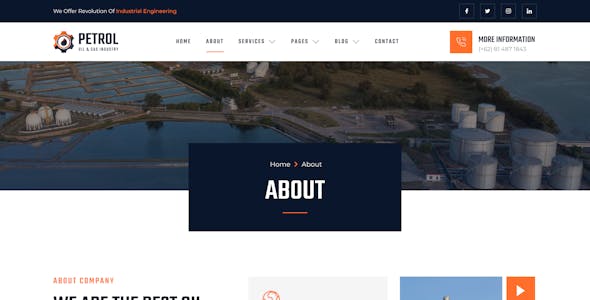 We Offer Revolution Of Industrial Engineering
PETROL
OIL & GAS INDUSTRY
HOME
ABOUT
SERVICES
PAGES
BLOG
CONTACT
MORE INFORMATION
(+62) 81 487 1843
Home > About
ABOUT
ABOUT COMPANY
WE ARE THE BEST OIL